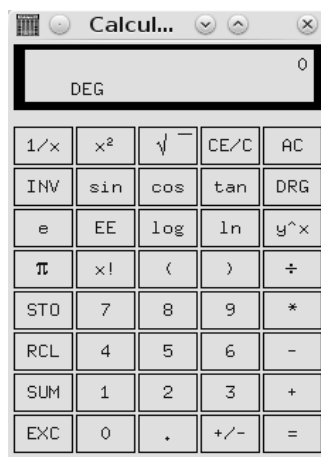 Calcul...
0
DEG
1/x x² √‾ CE/C AC
INV sin cos tan DRG
e EE log ln y^x
π x! ( ) ÷
STO 7 8 9 *
RCL 4 5 6 -
SUM 1 2 3 +
EXC 0 . +/- =